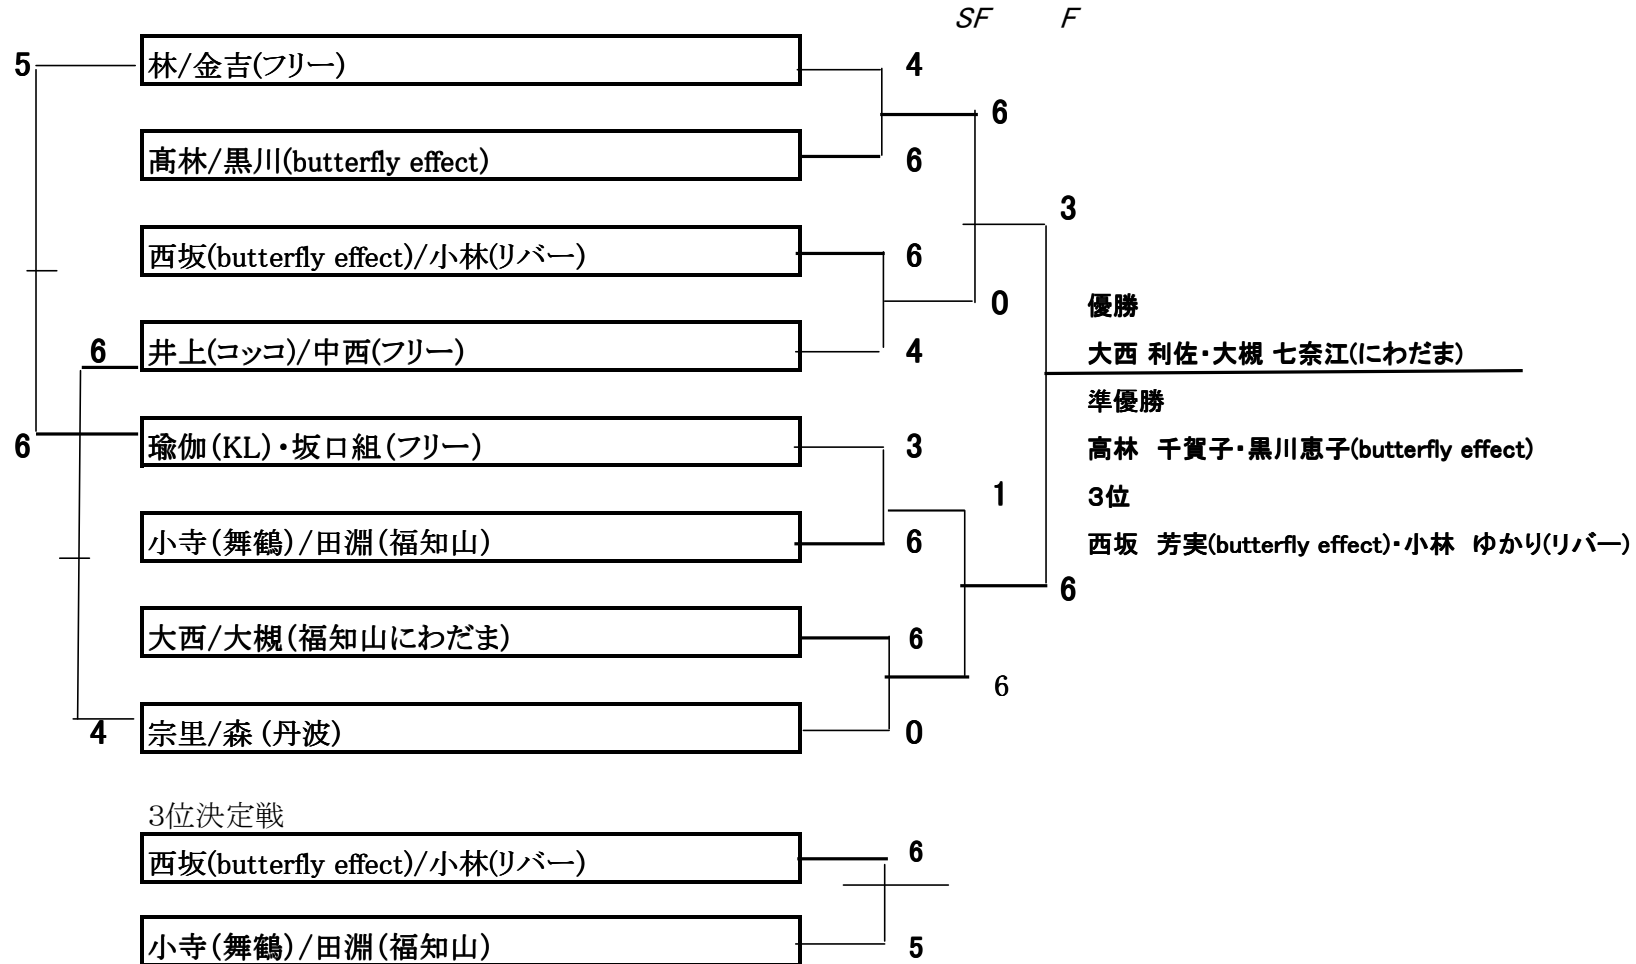 SF F
5 林/金吉(フリー) 4
6
髙林/黒川(butterfly effect) 6
3
西坂(butterfly effect)/小林(リバー) 6
0 優勝
6 井上(コッコ)/中西(フリー) 4 大西 利佐・大槻 七奈江(にわだま)
準優勝
6 瑜伽(KL)・坂口組(フリー) 3 高林 千賀子・黒川恵子(butterfly effect)
1 3位
小寺(舞鶴)/田淵(福知山) 6 西坂 芳実(butterfly effect)・小林 ゆかり(リバー)
6
大西/大槻(福知山にわだま) 6
6
4 宗里/森(丹波) 0
3位決定戦
西坂(butterfly effect)/小林(リバー) 6
小寺(舞鶴)/田淵(福知山) 5